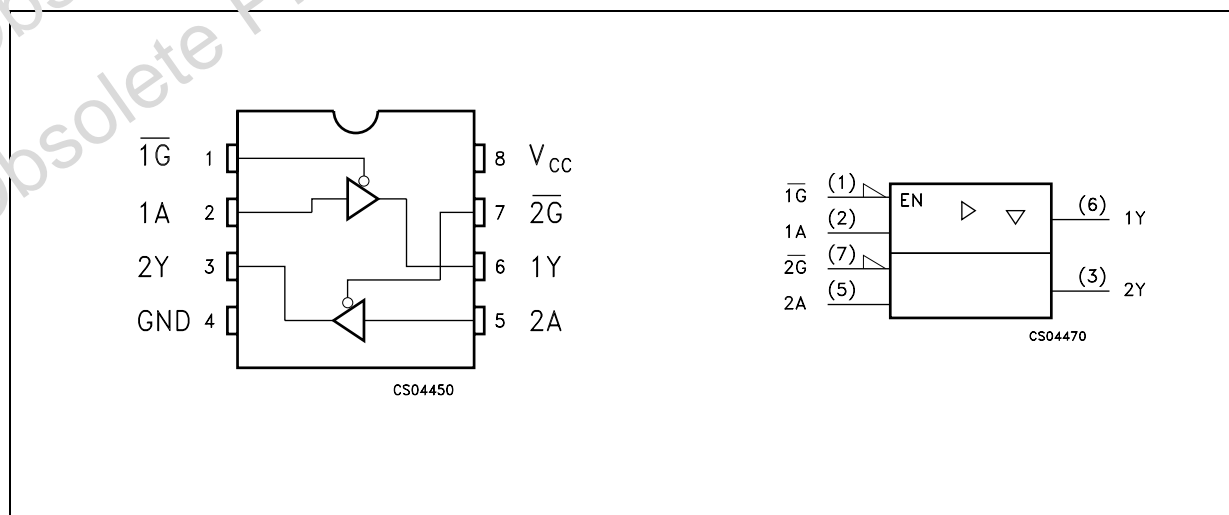 obsolete
1G 1 8 VCC
1A 2 7 2G
2Y 3 6 1Y
GND 4 5 2A
CS04450
1G (1) EN
1A (2) (6) 1Y
2G (7)
2A (5) (3) 2Y
CS04470